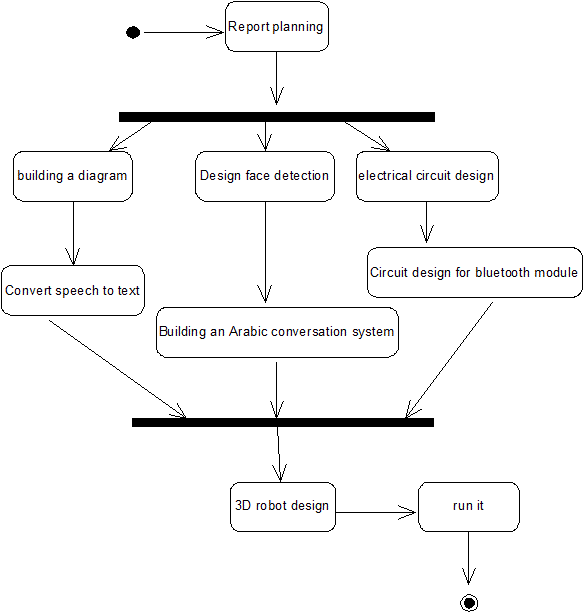 Report planning
building a diagram
Design face detection
electrical circuit design
Convert speech to text
Circuit design for bluetooth module
Building an Arabic conversation system
3D robot design
run it